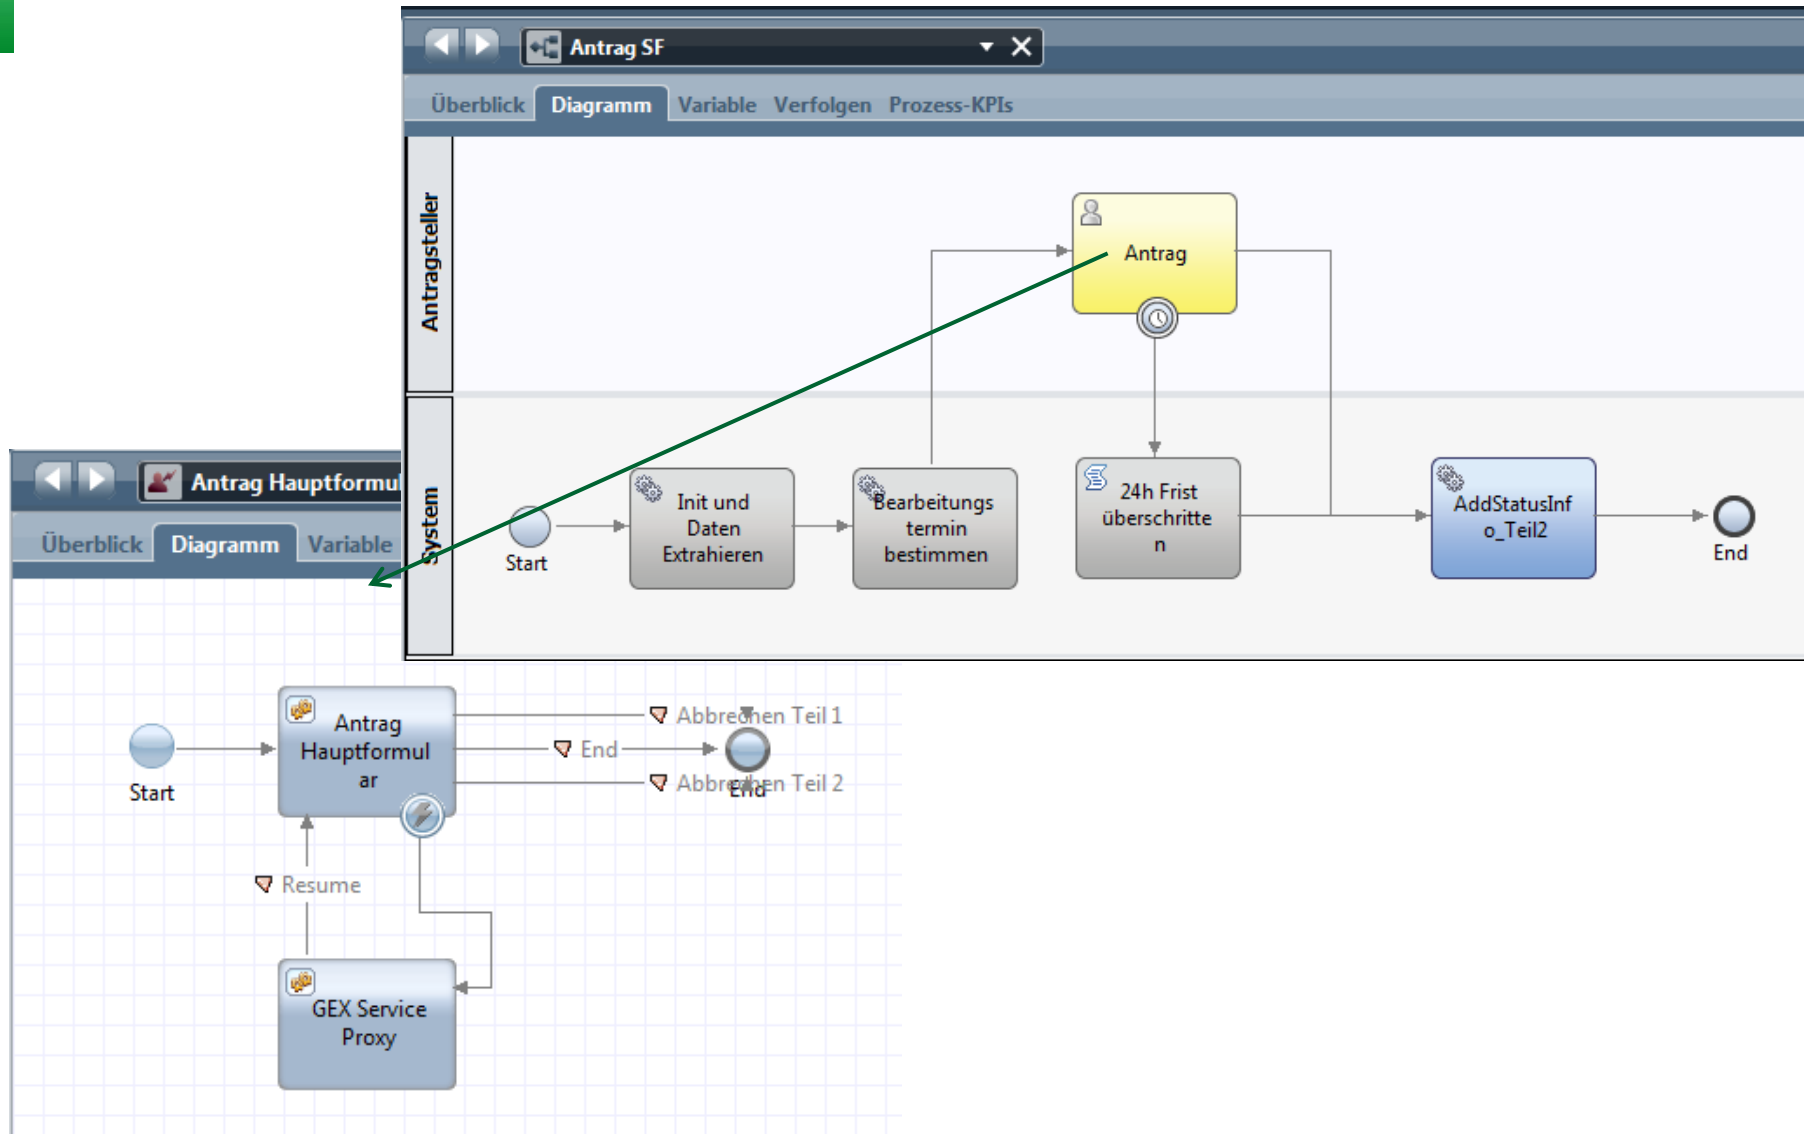 Antrag SF
Überblick Diagramm Variable Verfolgen Prozess-KPIs
Antragsteller
Antrag
System
Start
Init und
Daten
Extrahieren
Bearbeitungs
termin
bestimmen
24h Frist
überschritte
n
AddStatusInf
o_Teil2
End
Antrag Hauptformul
Überblick Diagramm Variable
Start
Antrag
Hauptformul
ar
Abbrechen Teil 1
End
Abbrechen Teil 2
End
Resume
GEX Service
Proxy